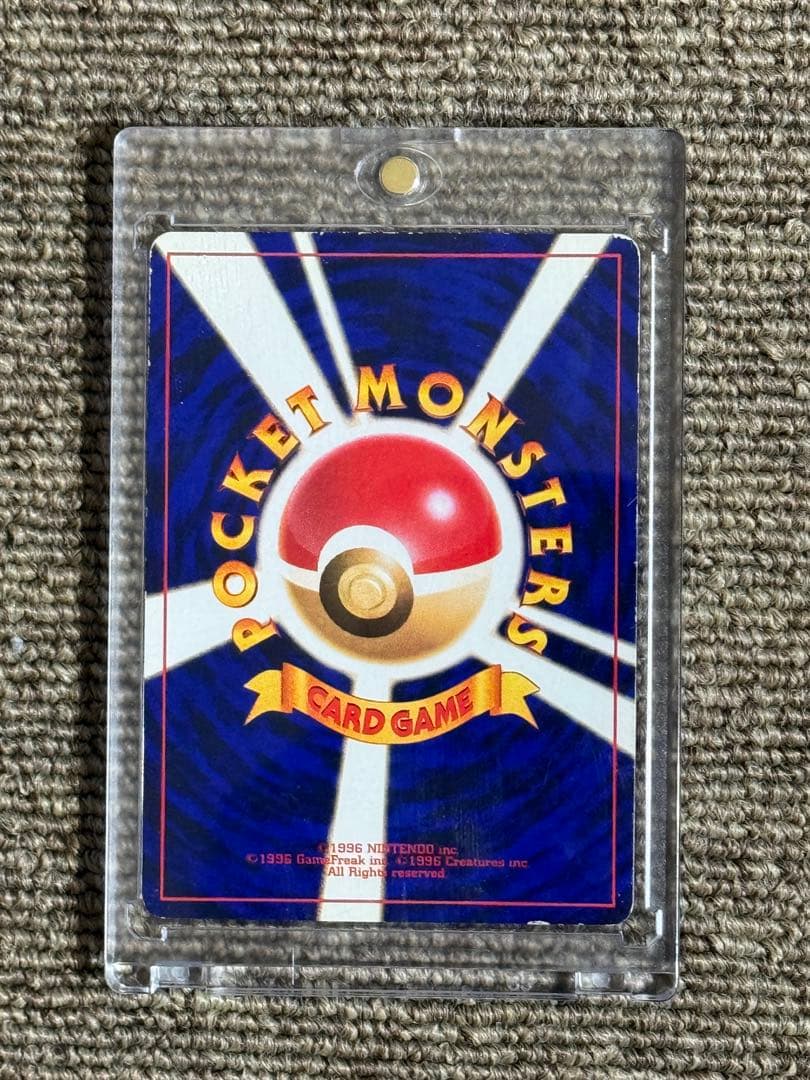 POCKET MONSTERS
CARD GAME
©1996 NINTENDO inc.
©1996 GameFreak inc. ©1996 Creatures inc.
All Rights reserved.